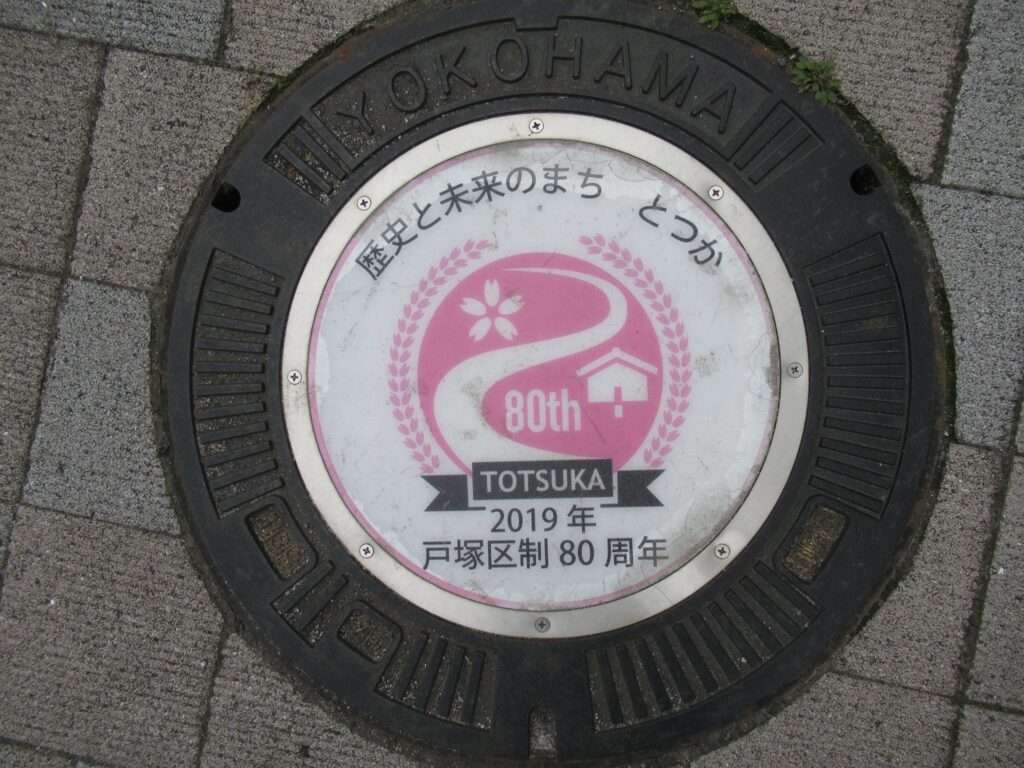 YOKOHAMA
歴史と未来のまち　とつか
80th
TOTSUKA
2019年
戸塚区制80周年